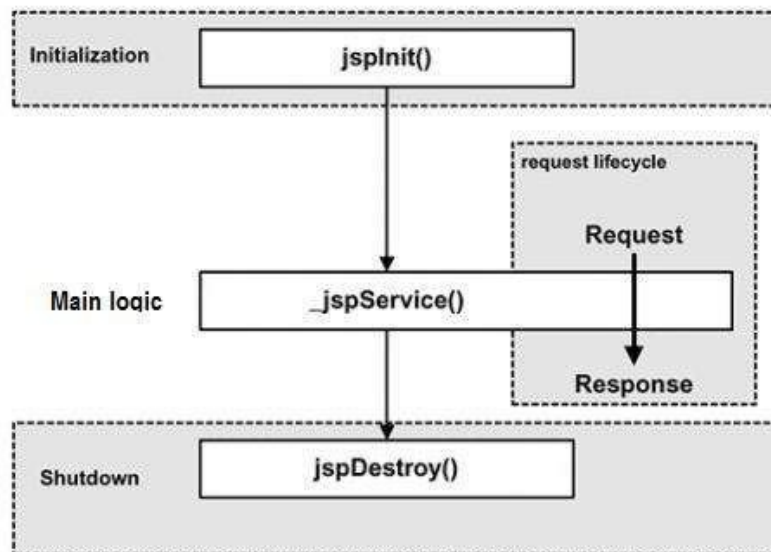 Initialization
jspInit()
request lifecycle
Request
Main logic
_jspService()
Response
Shutdown
jspDestroy()